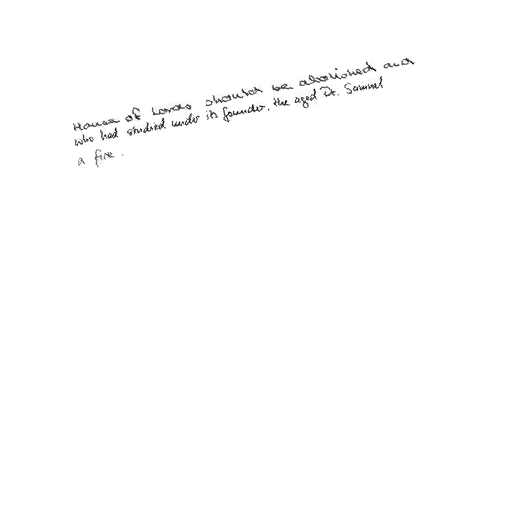 House of Lords should be abolished and
who had studied under its founder, the aged Dr. Samuel
a fire.